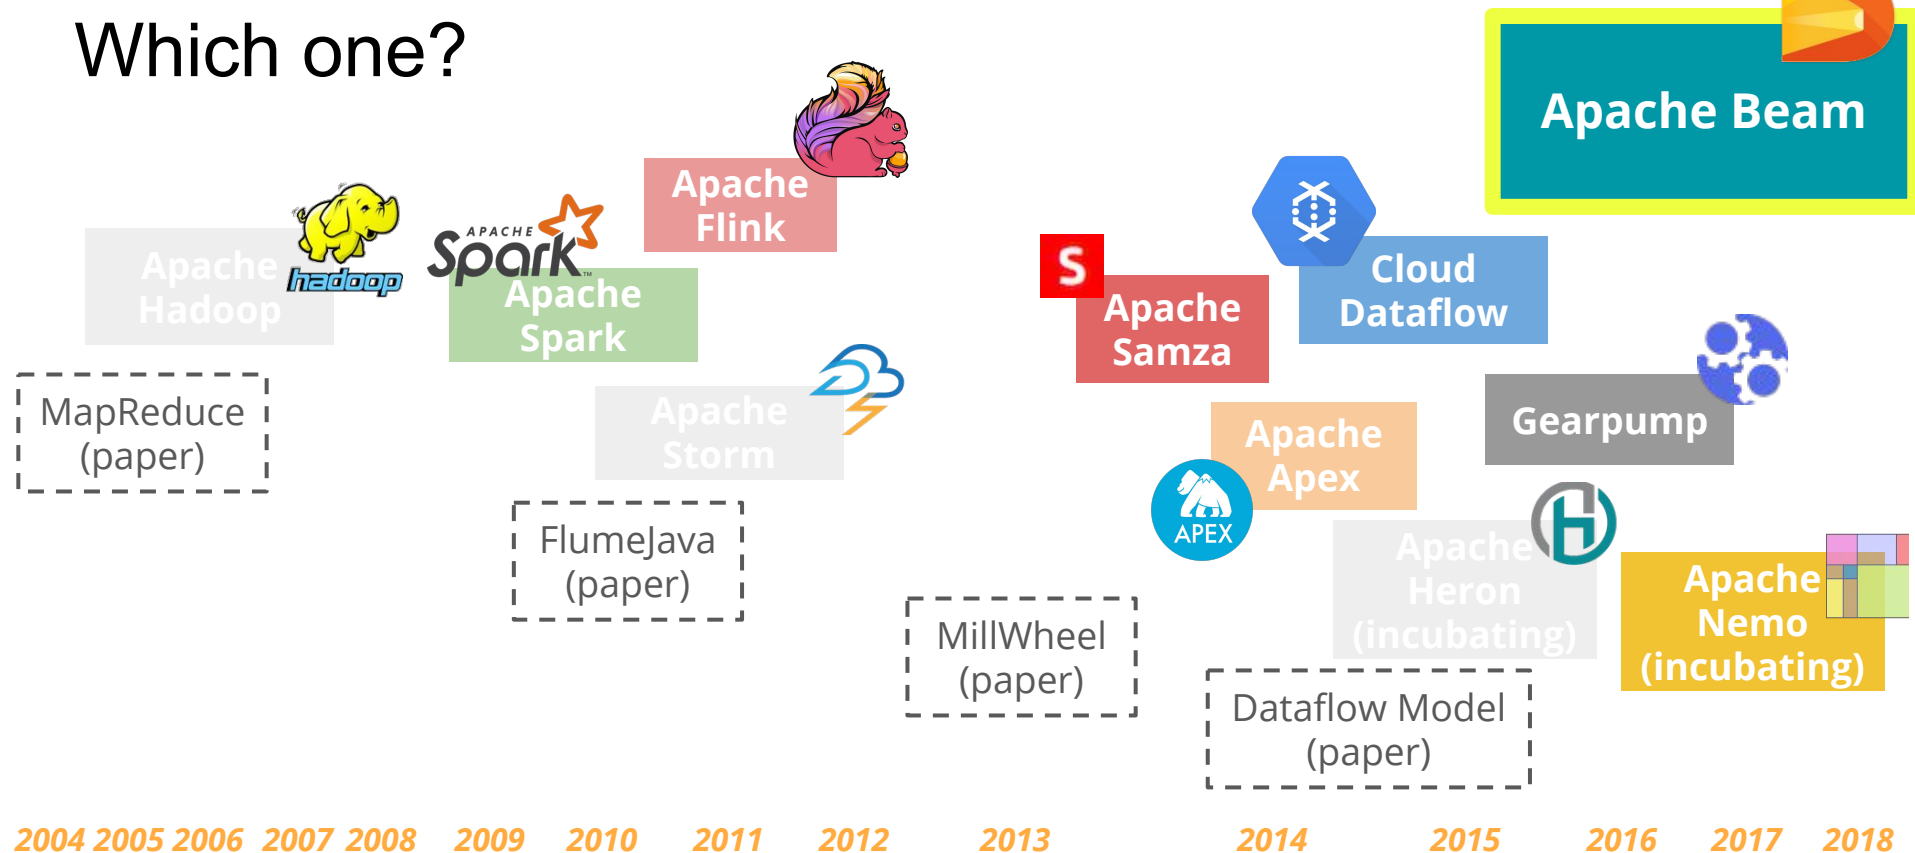 Which one?
Apache Beam
Apache
Flink
Apache
Hadoop
hadoop
APACHE
Spark
TM
Apache
Spark
S
Apache
Samza
Cloud
Dataflow
MapReduce
(paper)
Apache
Storm
Apache
Apex
APEX
Gearpump
FlumeJava
(paper)
H
Apache
Heron
(incubating)
Apache
Nemo
(incubating)
MillWheel
(paper)
Dataflow Model
(paper)
2004 2005 2006 2007 2008 2009 2010 2011 2012 2013 2014 2015 2016 2017 2018